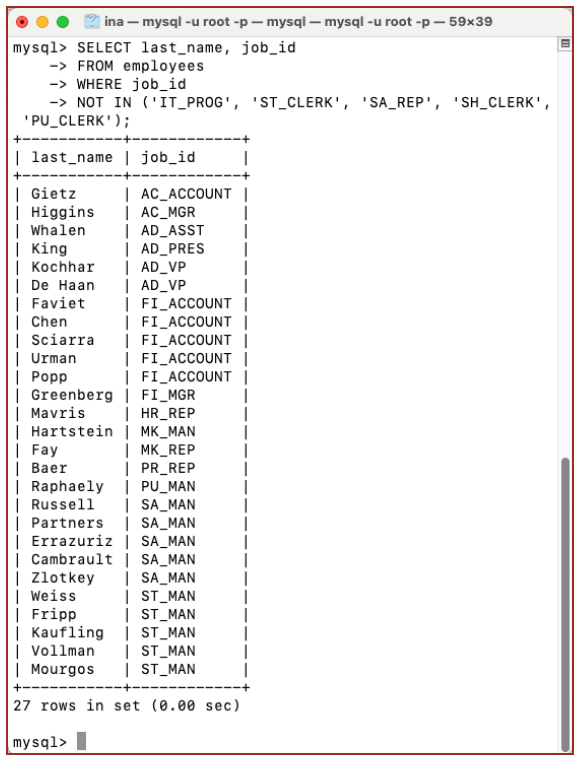 ina — mysql -u root -p — mysql — mysql -u root -p — 59×39
mysql> SELECT last_name, job_id
    -> FROM employees
    -> WHERE job_id
    -> NOT IN ('IT_PROG', 'ST_CLERK', 'SA_REP', 'SH_CLERK',
 'PU_CLERK');
+-----------+------------+
| last_name | job_id     |
+-----------+------------+
| Gietz     | AC_ACCOUNT |
| Higgins   | AC_MGR     |
| Whalen    | AD_ASST    |
| King      | AD_PRES    |
| Kochhar   | AD_VP      |
| De Haan   | AD_VP      |
| Faviet    | FI_ACCOUNT |
| Chen      | FI_ACCOUNT |
| Sciarra   | FI_ACCOUNT |
| Urman     | FI_ACCOUNT |
| Popp      | FI_ACCOUNT |
| Greenberg | FI_MGR     |
| Mavris    | HR_REP     |
| Hartstein | MK_MAN     |
| Fay       | MK_REP     |
| Baer      | PR_REP     |
| Raphaely  | PU_MAN     |
| Russell   | SA_MAN     |
| Partners  | SA_MAN     |
| Errazuriz | SA_MAN     |
| Cambrault | SA_MAN     |
| Zlotkey   | SA_MAN     |
| Weiss     | ST_MAN     |
| Fripp     | ST_MAN     |
| Kaufling  | ST_MAN     |
| Vollman   | ST_MAN     |
| Mourgos   | ST_MAN     |
+-----------+------------+
27 rows in set (0.00 sec)
mysql>